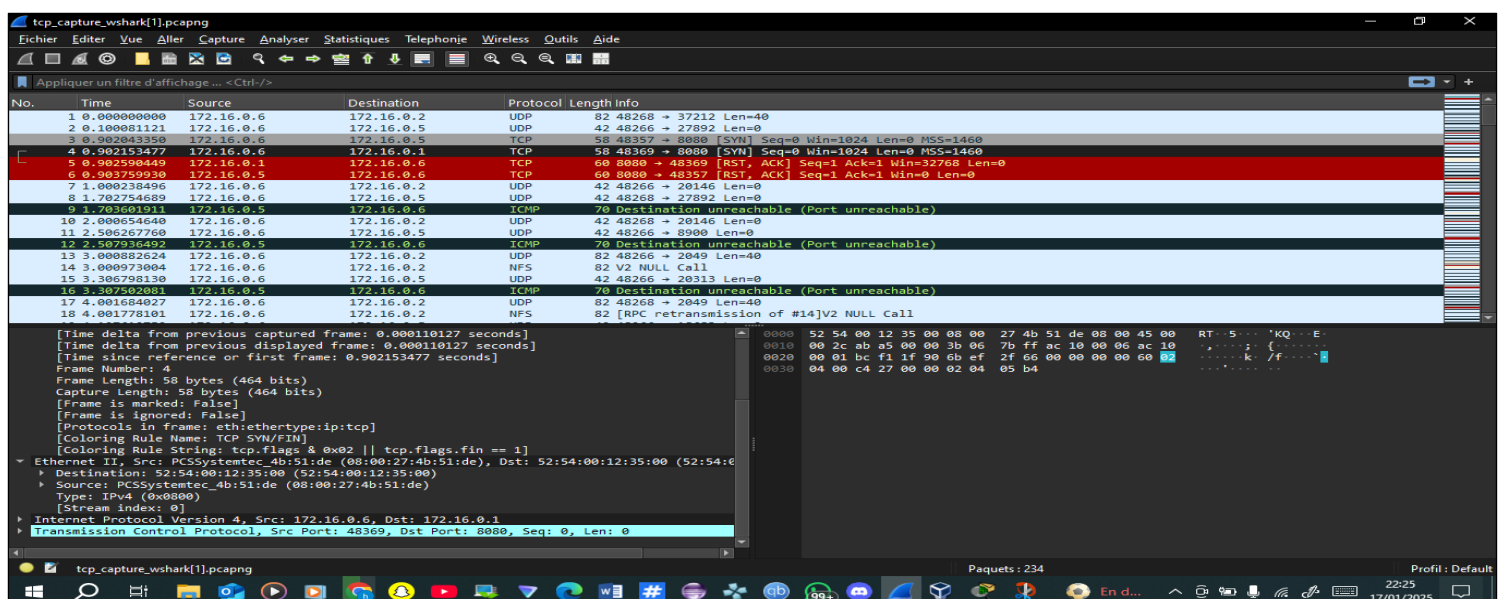 tcp_capture_wshark[1].pcapng
Fichier Editer Vue Aller Capture Analyser Statistiques Telephonie Wireless Outils Aide
Appliquer un filtre d'affichage ... <Ctrl-/>
No. Time Source Destination Protocol Length Info
1 0.000000000 172.16.0.6 172.16.0.2 UDP 82 48268 → 37212 Len=40
2 0.100081121 172.16.0.6 172.16.0.5 UDP 42 48266 → 27892 Len=0
3 0.902043350 172.16.0.6 172.16.0.5 TCP 58 48357 → 8080 [SYN] Seq=0 Win=1024 Len=0 MSS=1460
4 0.902153477 172.16.0.6 172.16.0.1 TCP 58 48369 → 8080 [SYN] Seq=0 Win=1024 Len=0 MSS=1460
5 0.902590449 172.16.0.1 172.16.0.6 TCP 60 8080 → 48369 [RST, ACK] Seq=1 Ack=1 Win=32768 Len=0
6 0.903759930 172.16.0.5 172.16.0.6 TCP 60 8080 → 48357 [RST, ACK] Seq=1 Ack=1 Win=0 Len=0
7 1.000238496 172.16.0.6 172.16.0.2 UDP 42 48266 → 20146 Len=0
8 1.702754689 172.16.0.6 172.16.0.5 UDP 42 48268 → 27892 Len=0
9 1.703601911 172.16.0.5 172.16.0.6 ICMP 70 Destination unreachable (Port unreachable)
10 2.000654640 172.16.0.6 172.16.0.2 UDP 42 48268 → 20146 Len=0
11 2.506267760 172.16.0.6 172.16.0.5 UDP 42 48266 → 8900 Len=0
12 2.507936492 172.16.0.5 172.16.0.6 ICMP 70 Destination unreachable (Port unreachable)
13 3.000882624 172.16.0.6 172.16.0.2 UDP 82 48266 → 2049 Len=40
14 3.000973004 172.16.0.6 172.16.0.2 NFS 82 V2 NULL Call
15 3.306798130 172.16.0.6 172.16.0.5 UDP 42 48266 → 20313 Len=0
16 3.307502081 172.16.0.5 172.16.0.6 ICMP 70 Destination unreachable (Port unreachable)
17 4.001684027 172.16.0.6 172.16.0.2 UDP 82 48268 → 2049 Len=40
18 4.001778101 172.16.0.6 172.16.0.2 NFS 82 [RPC retransmission of #14]V2 NULL Call
[Time delta from previous captured frame: 0.000110127 seconds]
[Time delta from previous displayed frame: 0.000110127 seconds]
[Time since reference or first frame: 0.902153477 seconds]
Frame Number: 4
Frame Length: 58 bytes (464 bits)
Capture Length: 58 bytes (464 bits)
[Frame is marked: False]
[Frame is ignored: False]
[Protocols in frame: eth:ethertype:ip:tcp]
[Coloring Rule Name: TCP SYN/FIN]
[Coloring Rule String: tcp.flags & 0x02 || tcp.flags.fin == 1]
Ethernet II, Src: PCSSystemtec_4b:51:de (08:00:27:4b:51:de), Dst: 52:54:00:12:35:00 (52:54:0
Destination: 52:54:00:12:35:00 (52:54:00:12:35:00)
Source: PCSSystemtec_4b:51:de (08:00:27:4b:51:de)
Type: IPv4 (0x0800)
[Stream index: 0]
Internet Protocol Version 4, Src: 172.16.0.6, Dst: 172.16.0.1
Transmission Control Protocol, Src Port: 48369, Dst Port: 8080, Seq: 0, Len: 0
0000 52 54 00 12 35 00 08 00 27 4b 51 de 08 00 45 00 RT··5··· 'KQ···E·
0010 00 2c ab a5 00 00 3b 06 7b ff ac 10 00 06 ac 10 ·,····;· {·······
0020 00 01 bc f1 1f 90 6b ef 2f 66 00 00 00 00 60 02 ······k· /f····`·
0030 04 00 c4 27 00 00 02 04 05 b4 ···'···· ··
tcp_capture_wshark[1].pcapng
Paquets : 234
Profil : Default
99+
En d...
22:25
17/01/2025